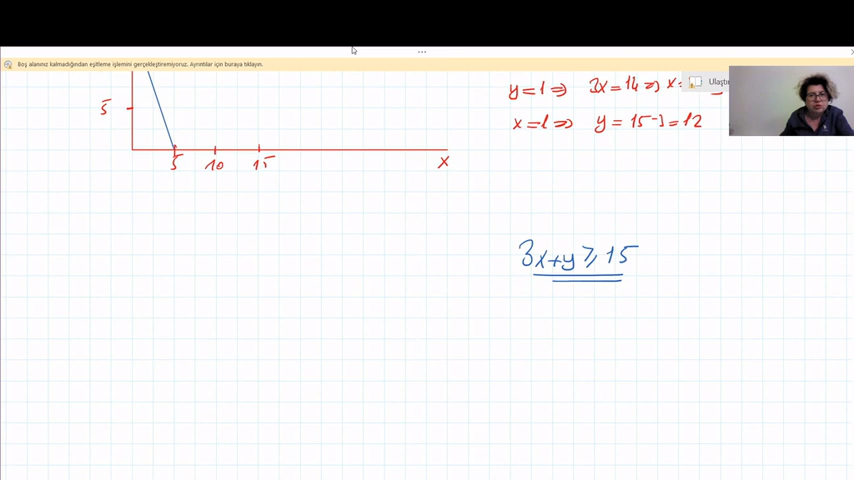 Boş alanınız kalmadığından eşitleme işlemini gerçekleştiremiyoruz. Ayrıntılar için buraya tıklayın.
y=1 ⇒ 3x=14 ⇒ x=
Ulaştır
x=1 ⇒ y = 15-3 = 12
5
5 10 15 x
3x+y ≥ 15